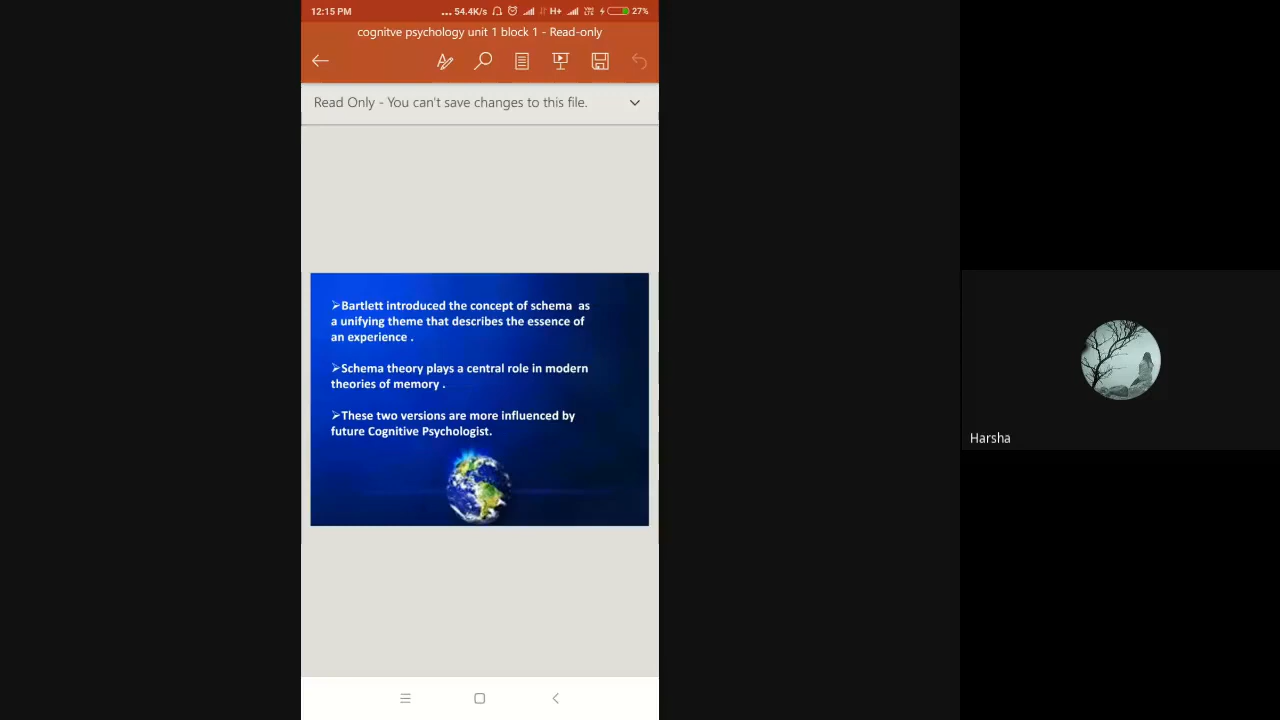 12:15 PM
... 54.4K/s H+ 27%
cognitve psychology unit 1 block 1 - Read-only
Read Only - You can't save changes to this file.
➢Bartlett introduced the concept of schema as
a unifying theme that describes the essence of
an experience .
➢Schema theory plays a central role in modern
theories of memory .
➢These two versions are more influenced by
future Cognitive Psychologist.
Harsha